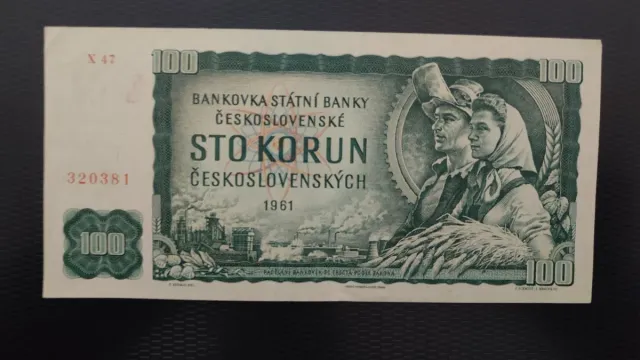 X 47
100
100
BANKOVKA STÁTNÍ BANKY
ČESKOSLOVENSKÉ
STO KORUN
ČESKOSLOVENSKÝCH
1961
320381
100
100